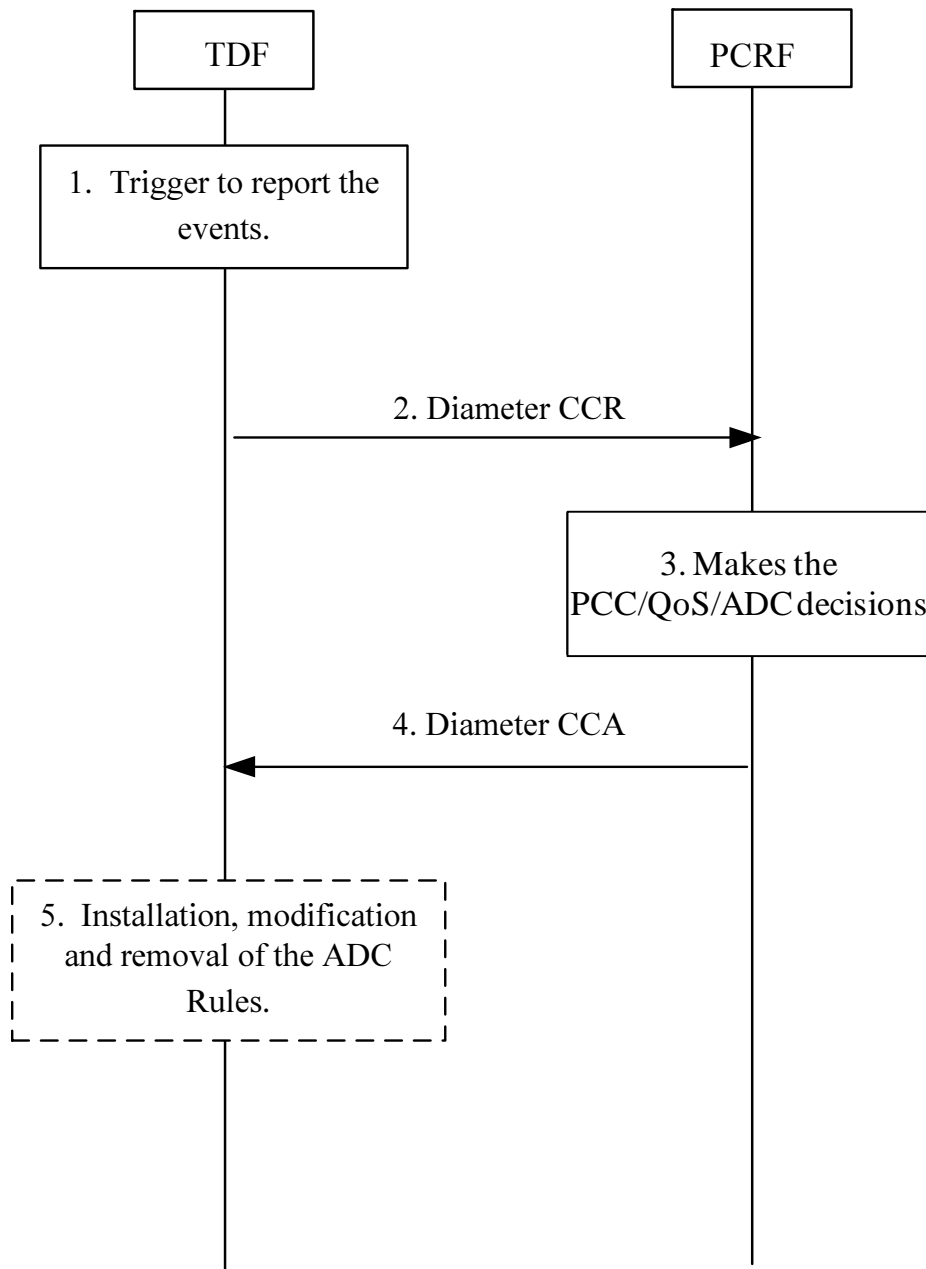 TDF
PCRF
1. Trigger to report the
events.
2. Diameter CCR
3. Makes the
PCC/QoS/ADC decisions
4. Diameter CCA
5. Installation, modification
and removal of the ADC
Rules.